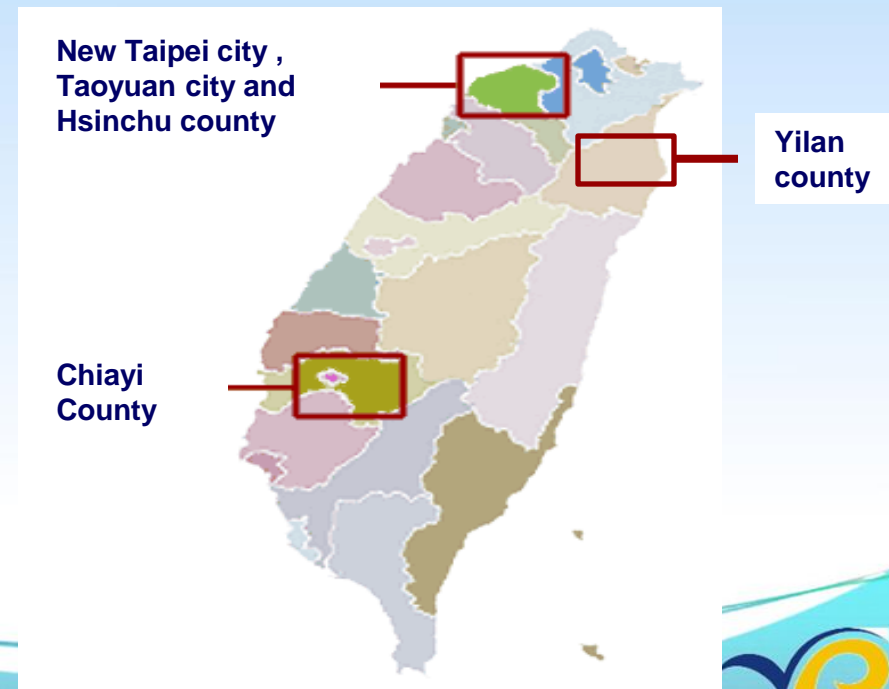 New Taipei city ,
Taoyuan city and
Hsinchu county
Yilan
county
Chiayi
County